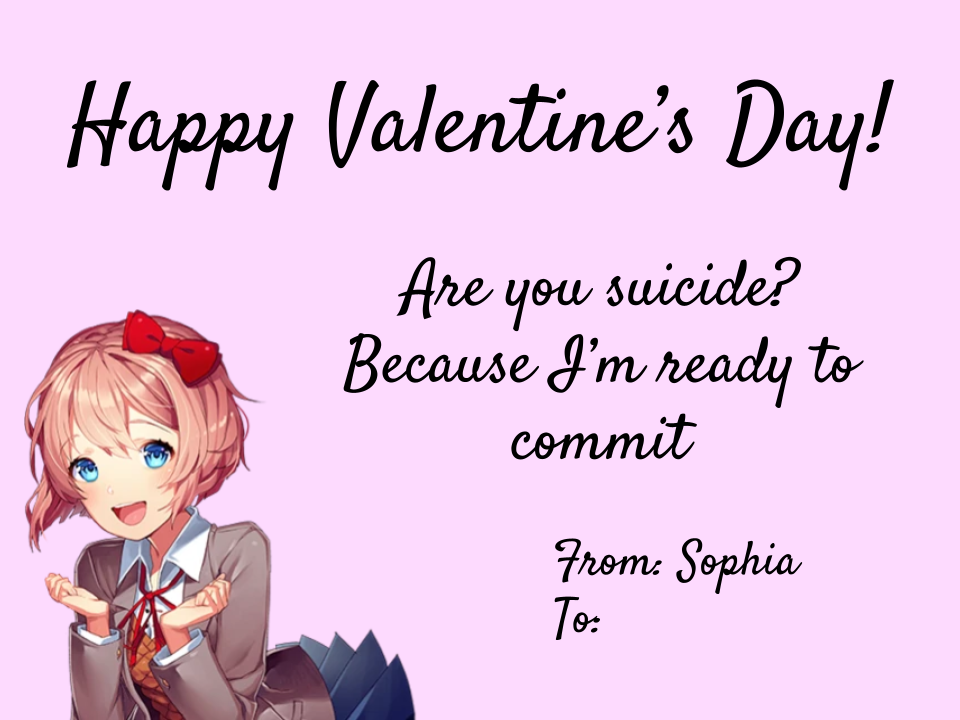 Happy Valentine’s Day!
Are you suicide?
Because I’m ready to
commit
From: Sophia
To: